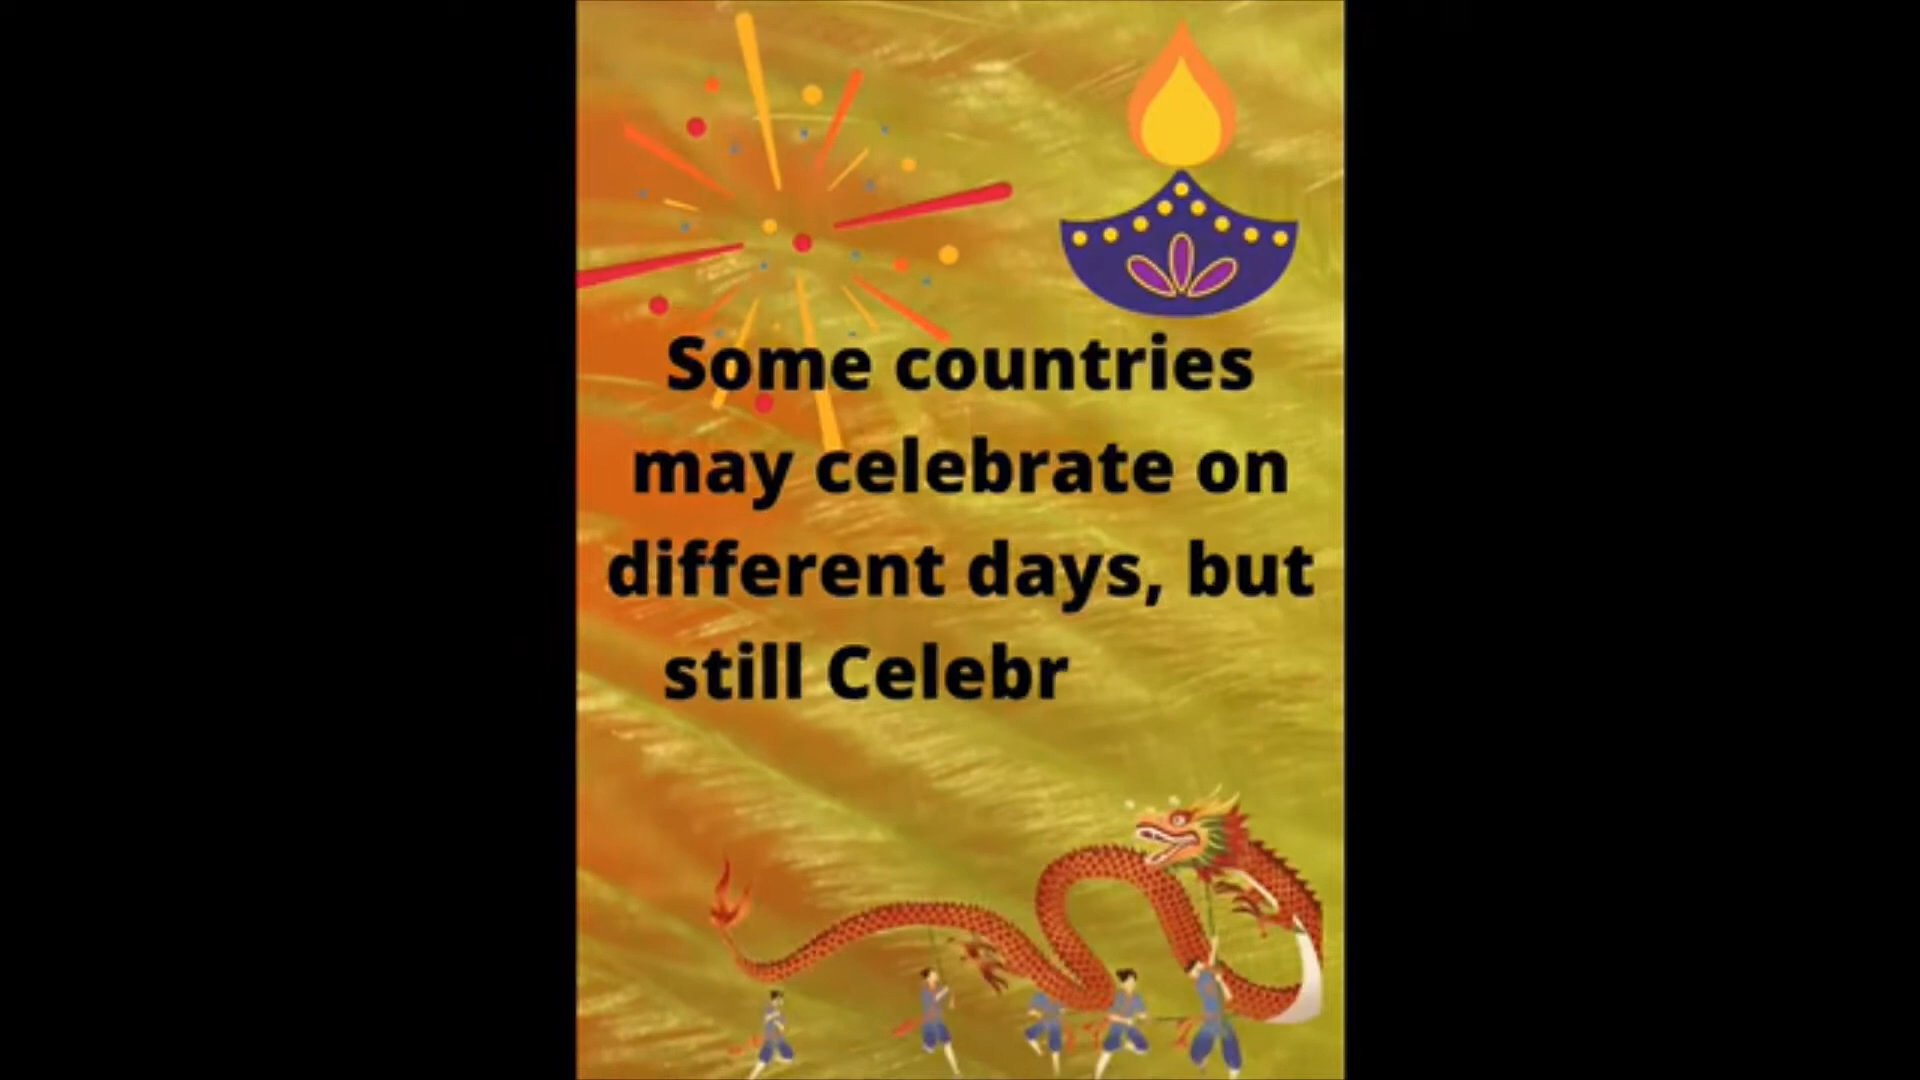 Some countries
may celebrate on
different days, but
still Celebr